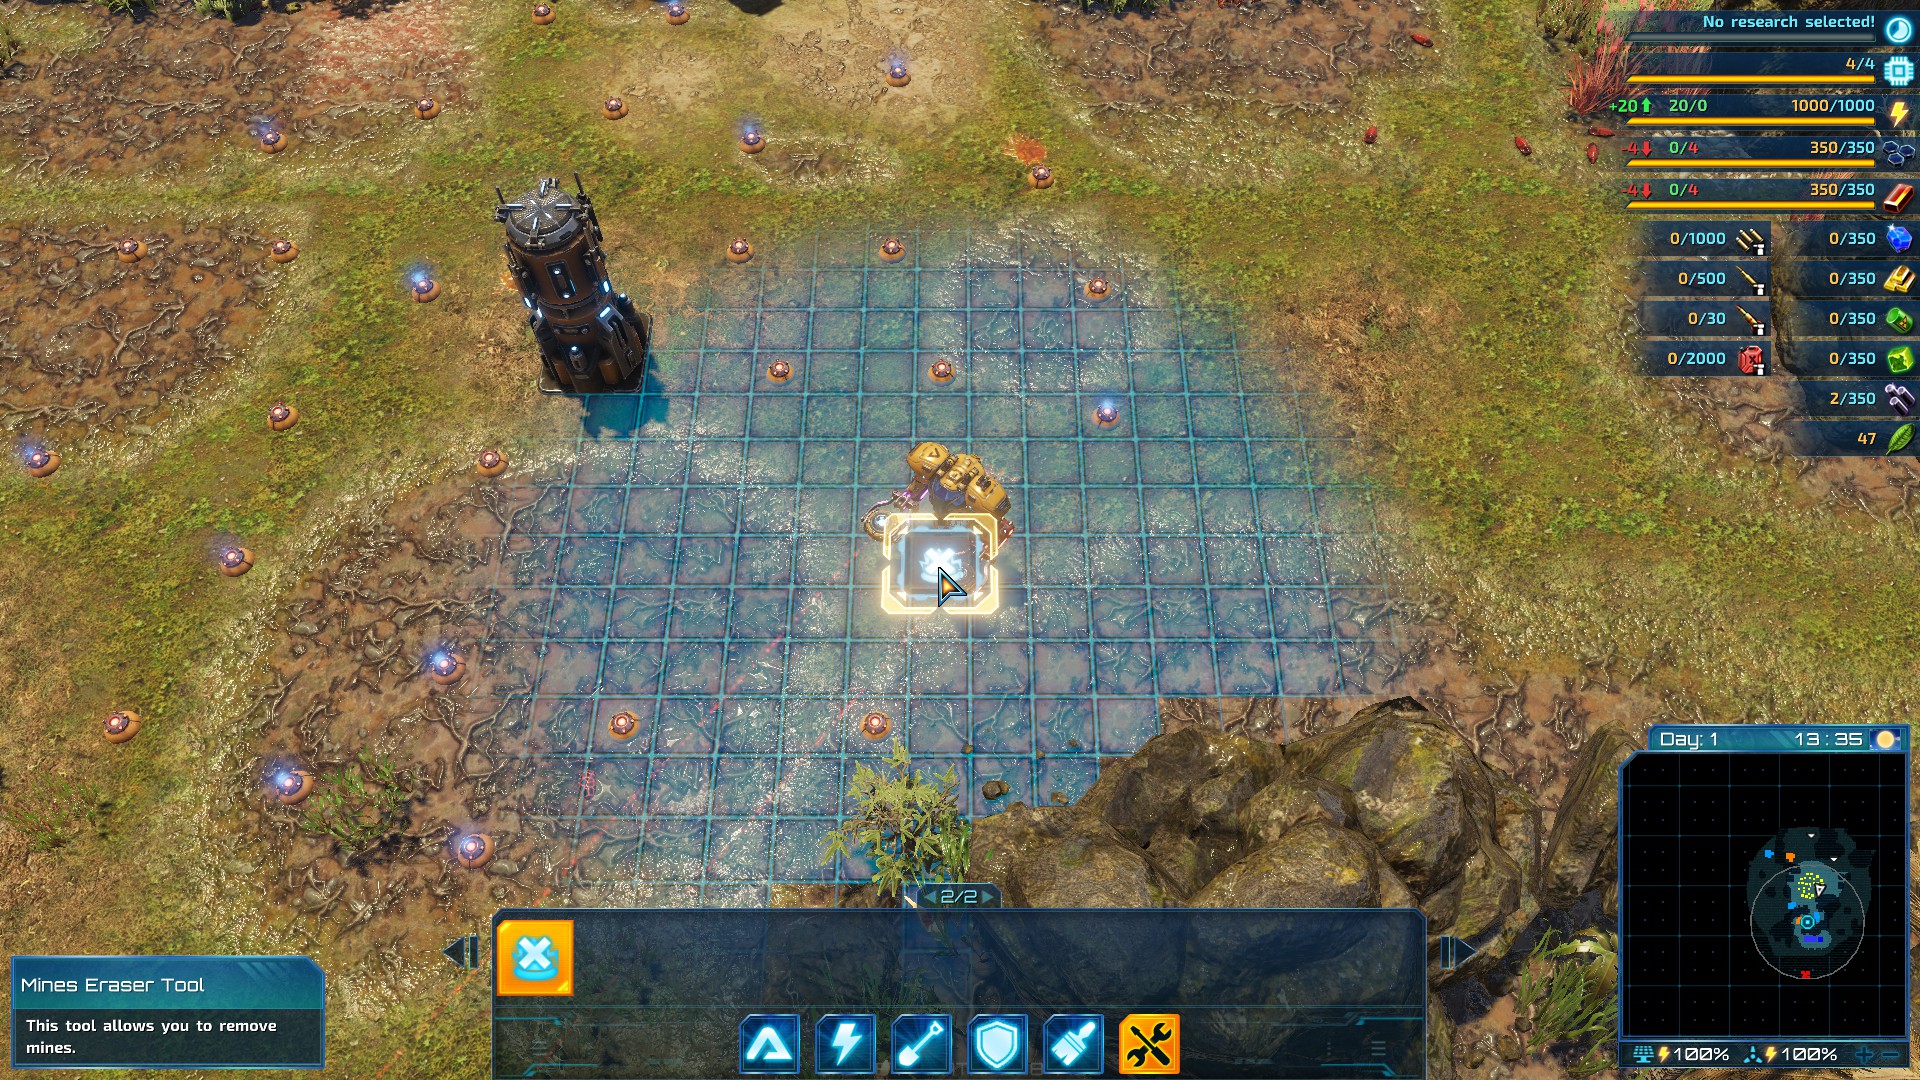 No research selected!
4/4
+20 20/0 1000/1000
-4 0/4 350/350
-4 0/4 350/350
0/1000 0/350
0/500 0/350
0/30 0/350
0/2000 0/350
2/350
47
Day: 1 13:35
2/2
Mines Eraser Tool
This tool allows you to remove
mines.
100% 100%